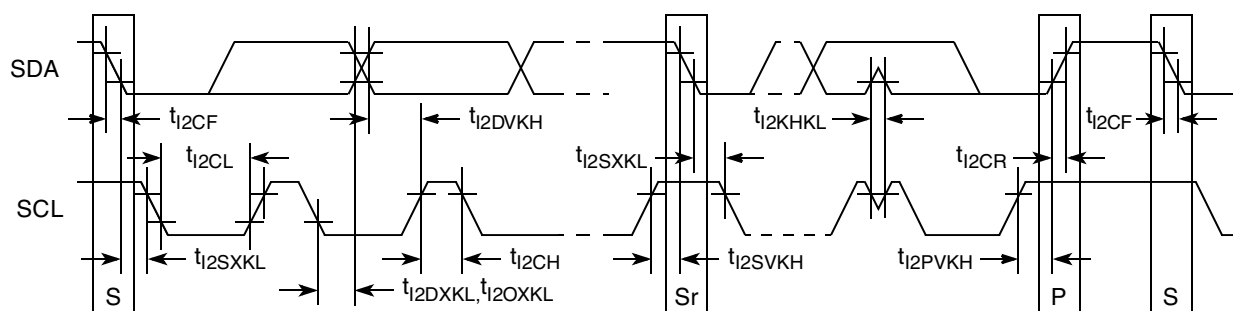 SDA
tI2CF
tI2DVKH
tI2KHKL
tI2CF
tI2CL
tI2SXKL
tI2CR
SCL
tI2SXKL
tI2CH
tI2SVKH
tI2PVKH
tI2DXKL,tI2OXKL
S
Sr
P
S